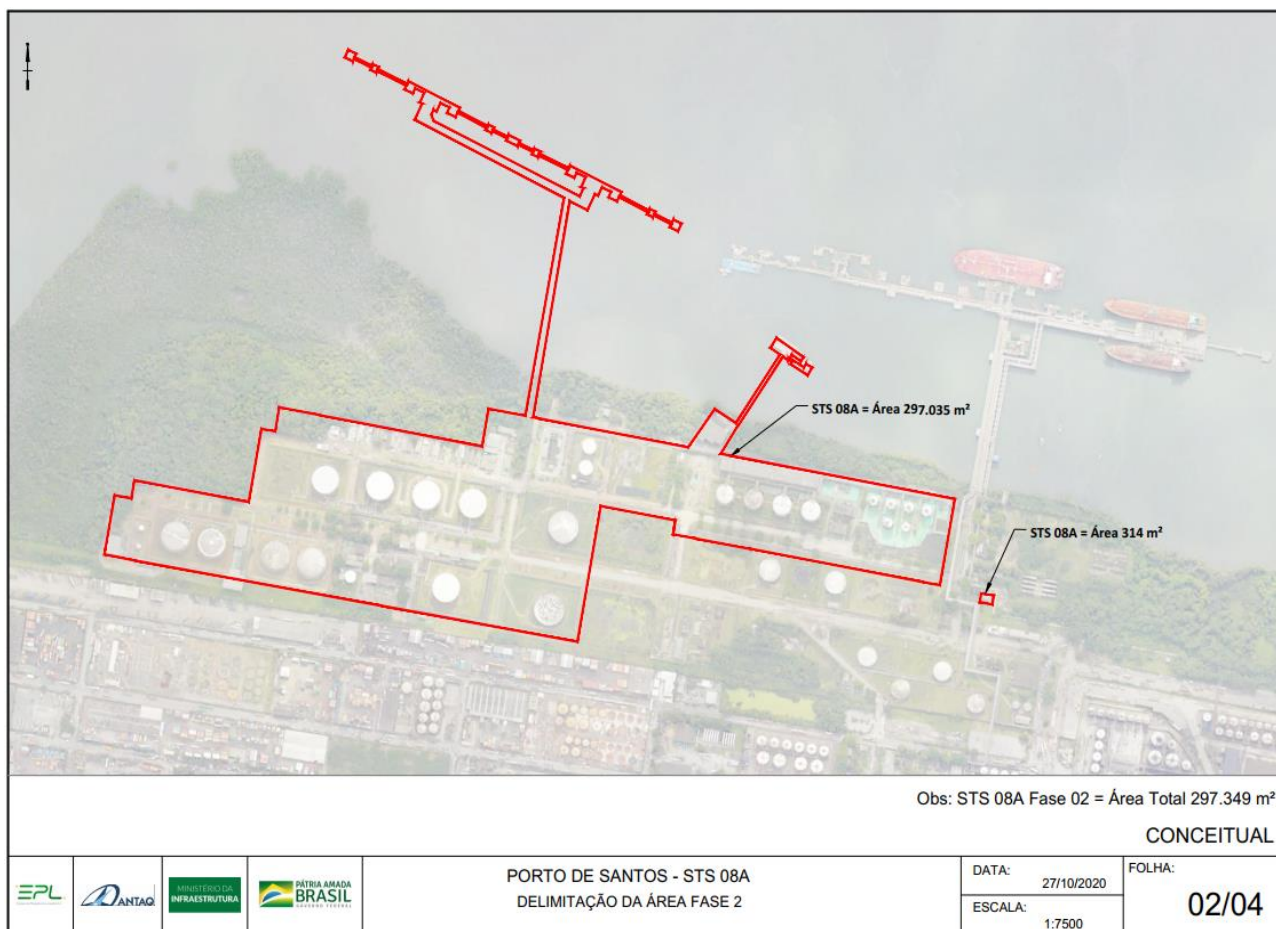 STS 08A = Área 297.035 m²
STS 08A = Área 314 m²
Obs: STS 08A Fase 02 = Área Total 297.349 m²
CONCEITUAL
EPL
ANTAQ
MINISTÉRIO DA
INFRAESTRUTURA
PÁTRIA AMADA
BRASIL
GOVERNO FEDERAL
PORTO DE SANTOS - STS 08A
DELIMITAÇÃO DA ÁREA FASE 2
DATA:
27/10/2020
ESCALA:
1:7500
FOLHA:
02/04